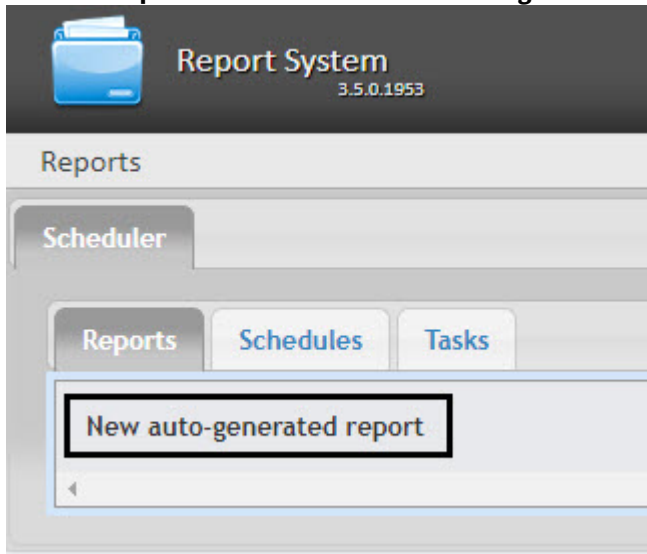 Report System
3.5.0.1953
Reports
Scheduler
Reports Schedules Tasks
New auto-generated report